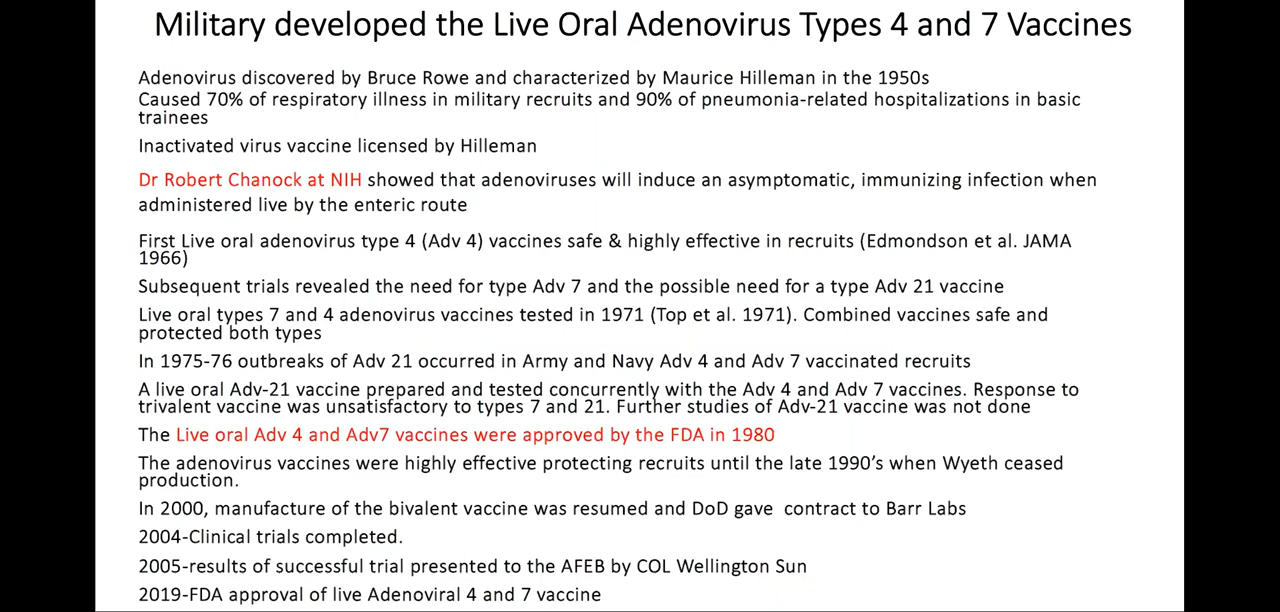 Military developed the Live Oral Adenovirus Types 4 and 7 Vaccines
Adenovirus discovered by Bruce Rowe and characterized by Maurice Hilleman in the 1950s
Caused 70% of respiratory illness in military recruits and 90% of pneumonia-related hospitalizations in basic
trainees
Inactivated virus vaccine licensed by Hilleman
Dr Robert Chanock at NIH showed that adenoviruses will induce an asymptomatic, immunizing infection when
administered live by the enteric route
First Live oral adenovirus type 4 (Adv 4) vaccines safe & highly effective in recruits (Edmondson et al. JAMA
1966)
Subsequent trials revealed the need for type Adv 7 and the possible need for a type Adv 21 vaccine
Live oral types 7 and 4 adenovirus vaccines tested in 1971 (Top et al. 1971). Combined vaccines safe and
protected both types
In 1975-76 outbreaks of Adv 21 occurred in Army and Navy Adv 4 and Adv 7 vaccinated recruits
A live oral Adv-21 vaccine prepared and tested concurrently with the Adv 4 and Adv 7 vaccines. Response to
trivalent vaccine was unsatisfactory to types 7 and 21. Further studies of Adv-21 vaccine was not done
The Live oral Adv 4 and Adv7 vaccines were approved by the FDA in 1980
The adenovirus vaccines were highly effective protecting recruits until the late 1990's when Wyeth ceased
production.
In 2000, manufacture of the bivalent vaccine was resumed and DoD gave contract to Barr Labs
2004-Clinical trials completed.
2005-results of successful trial presented to the AFEB by COL Wellington Sun
2019-FDA approval of live Adenoviral 4 and 7 vaccine